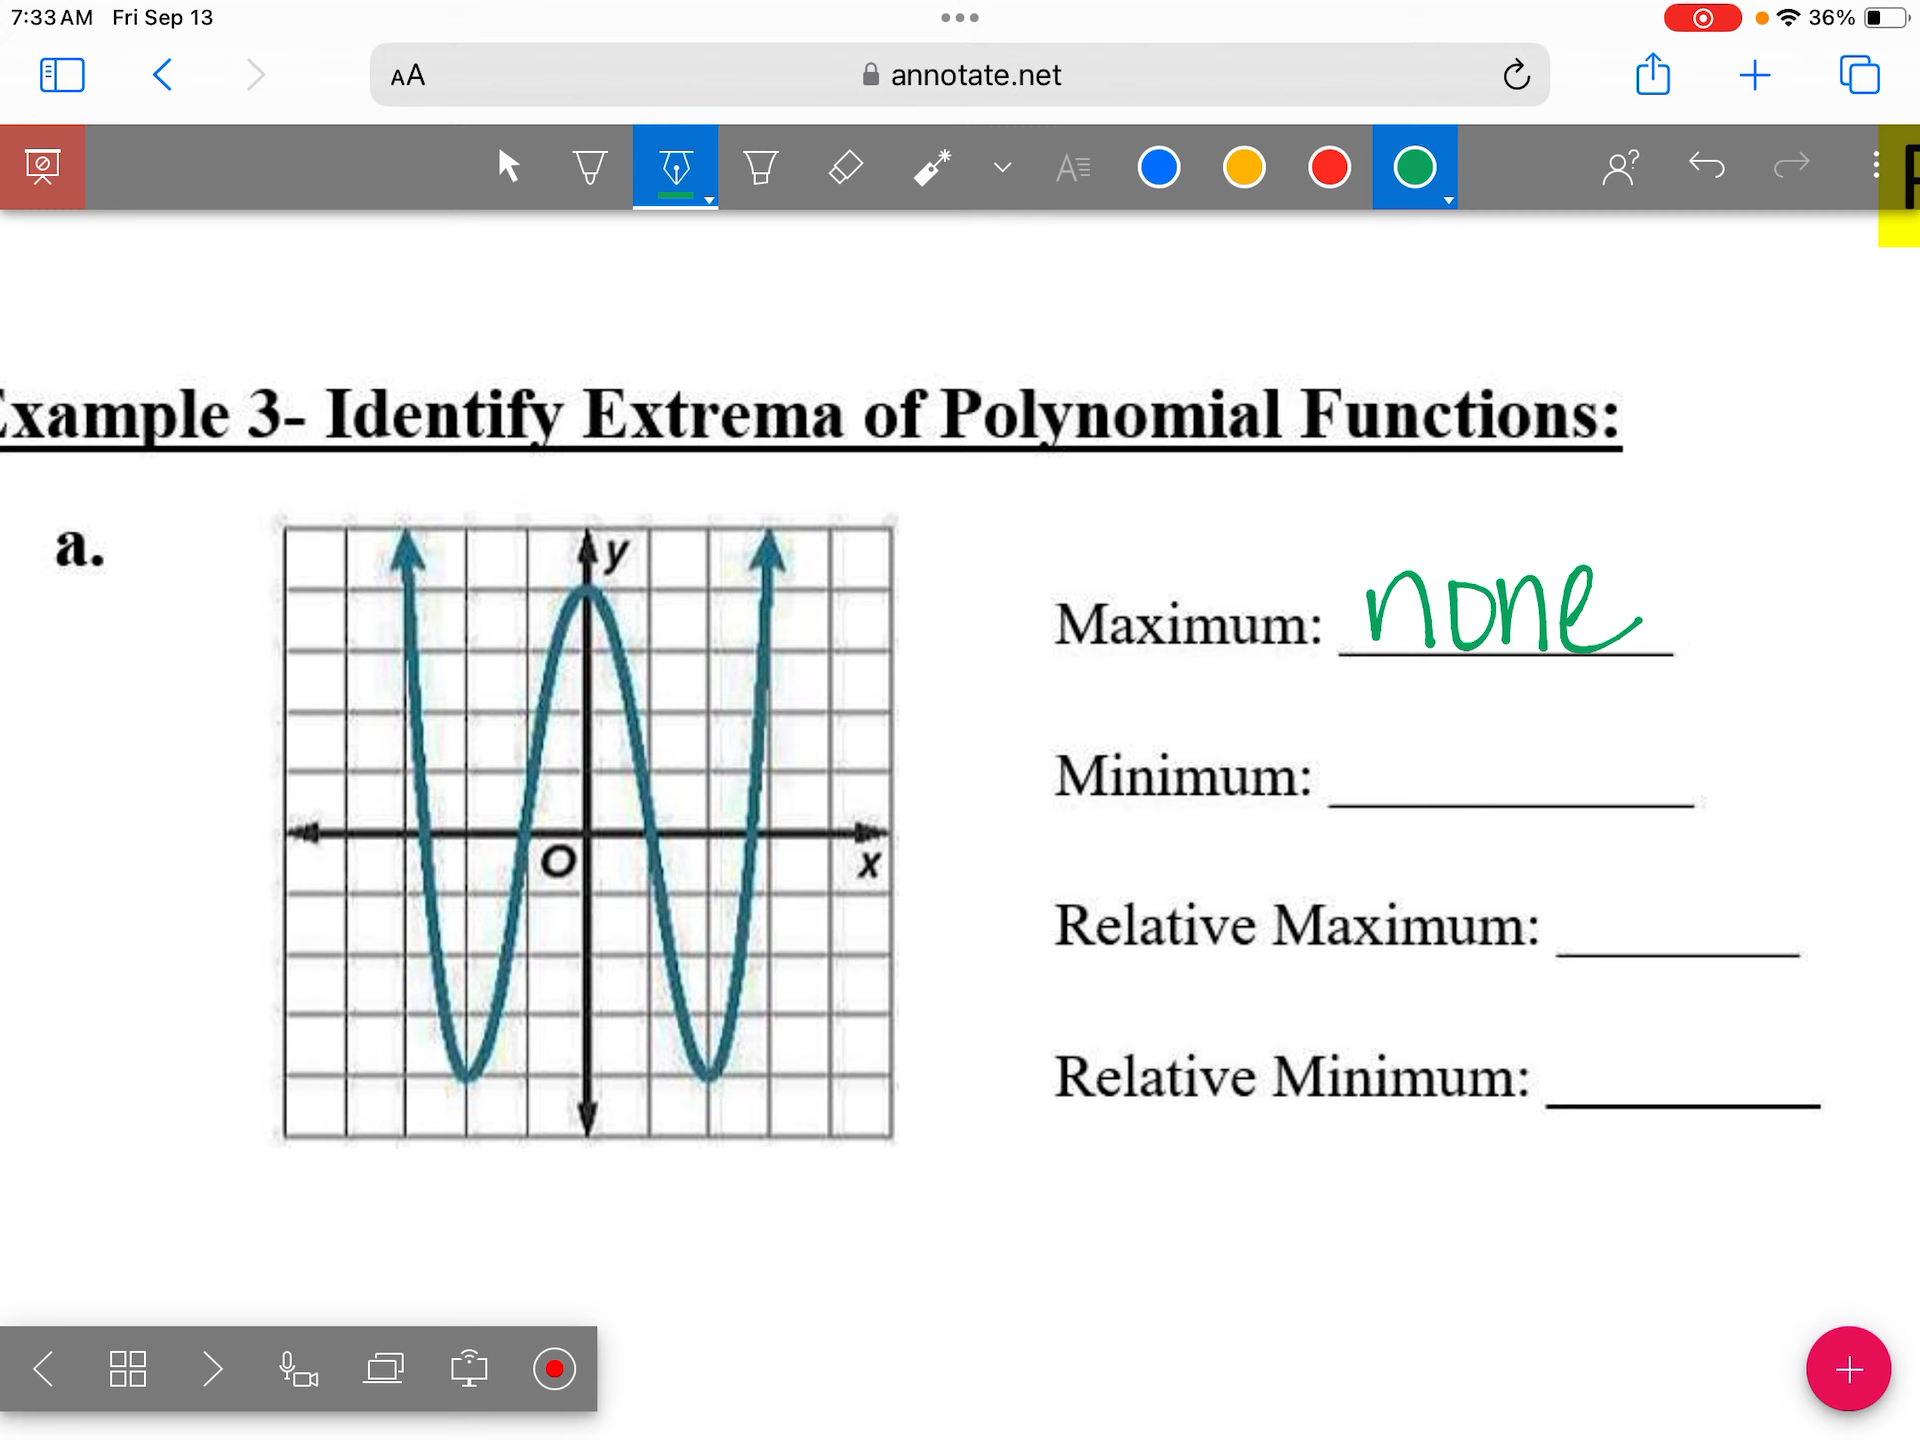 7:33 AM Fri Sep 13
36%
AA annotate.net
Example 3- Identify Extrema of Polynomial Functions:
a.
y
O
x
Maximum: none
Minimum:
Relative Maximum:
Relative Minimum: